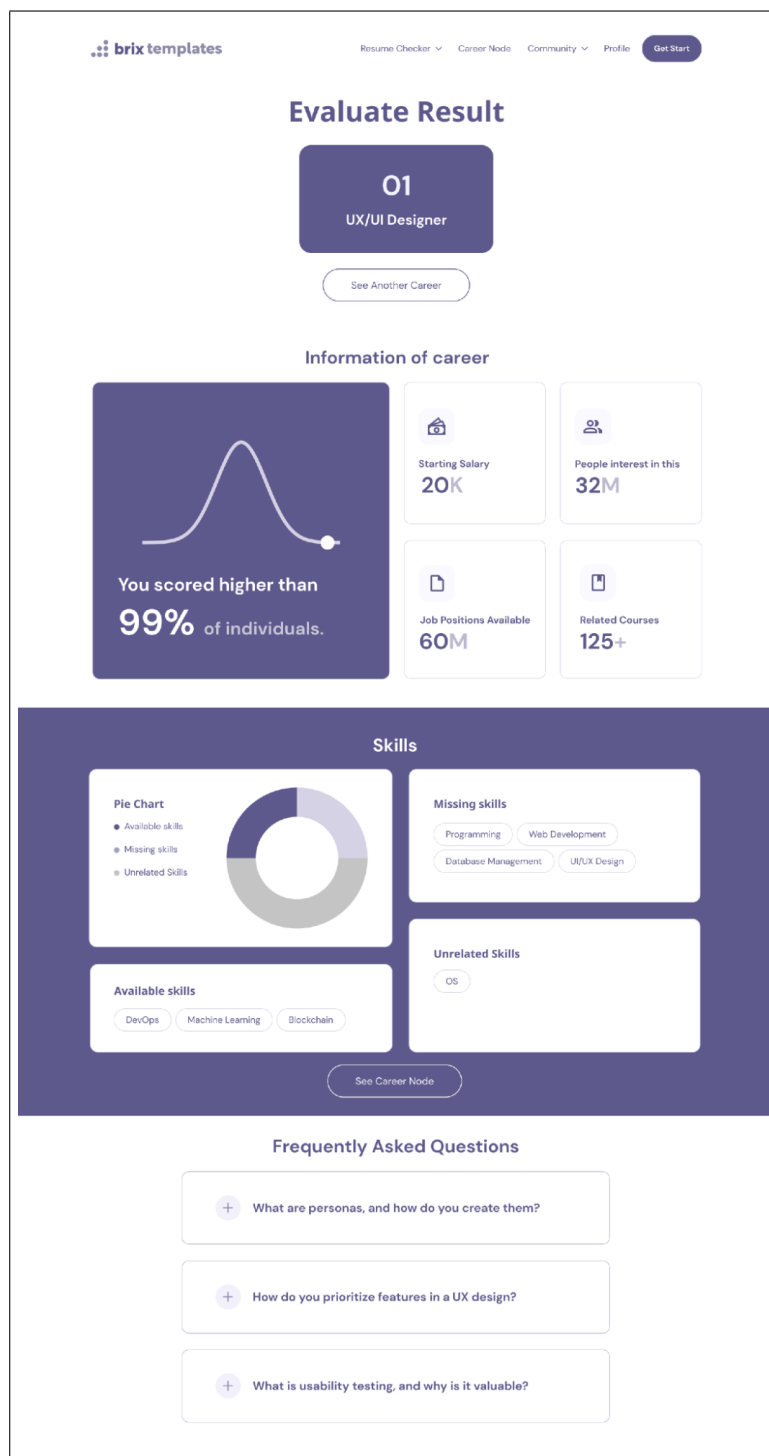 brix templates
Resume Checker
Career Node
Community
Profile
Get Start
Evaluate Result
01
UX/UI Designer
See Another Career
Information of career
You scored higher than
99% of individuals.
Starting Salary
20K
People interest in this
32M
Job Positions Available
60M
Related Courses
125+
Skills
Pie Chart
Available skills
Missing skills
Unrelated Skills
Missing skills
Programming
Web Development
Database Management
UI/UX Design
Available skills
DevOps
Machine Learning
Blockchain
Unrelated Skills
OS
See Career Node
Frequently Asked Questions
What are personas, and how do you create them?
How do you prioritize features in a UX design?
What is usability testing, and why is it valuable?